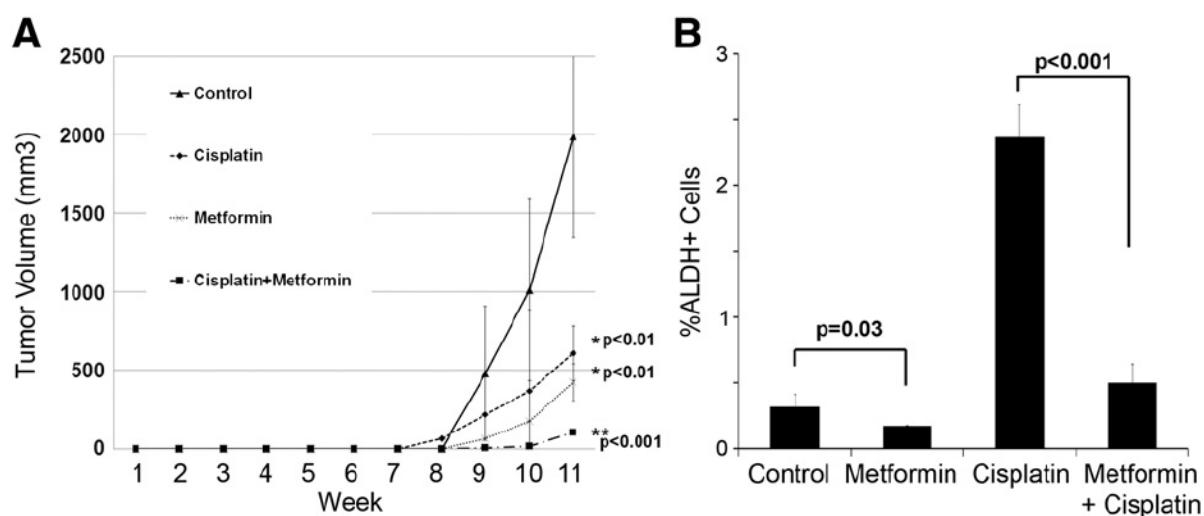 A
Tumor Volume (mm3)
2500
2000
1500
1000
500
0
Control
Cisplatin
Metformin
Cisplatin+Metformin
*p<0.01
*p<0.01
**
p<0.001
1 2 3 4 5 6 7 8 9 10 11
Week
B
%ALDH+ Cells
3
2
1
0
p=0.03
p<0.001
Control Metformin Cisplatin Metformin
+ Cisplatin